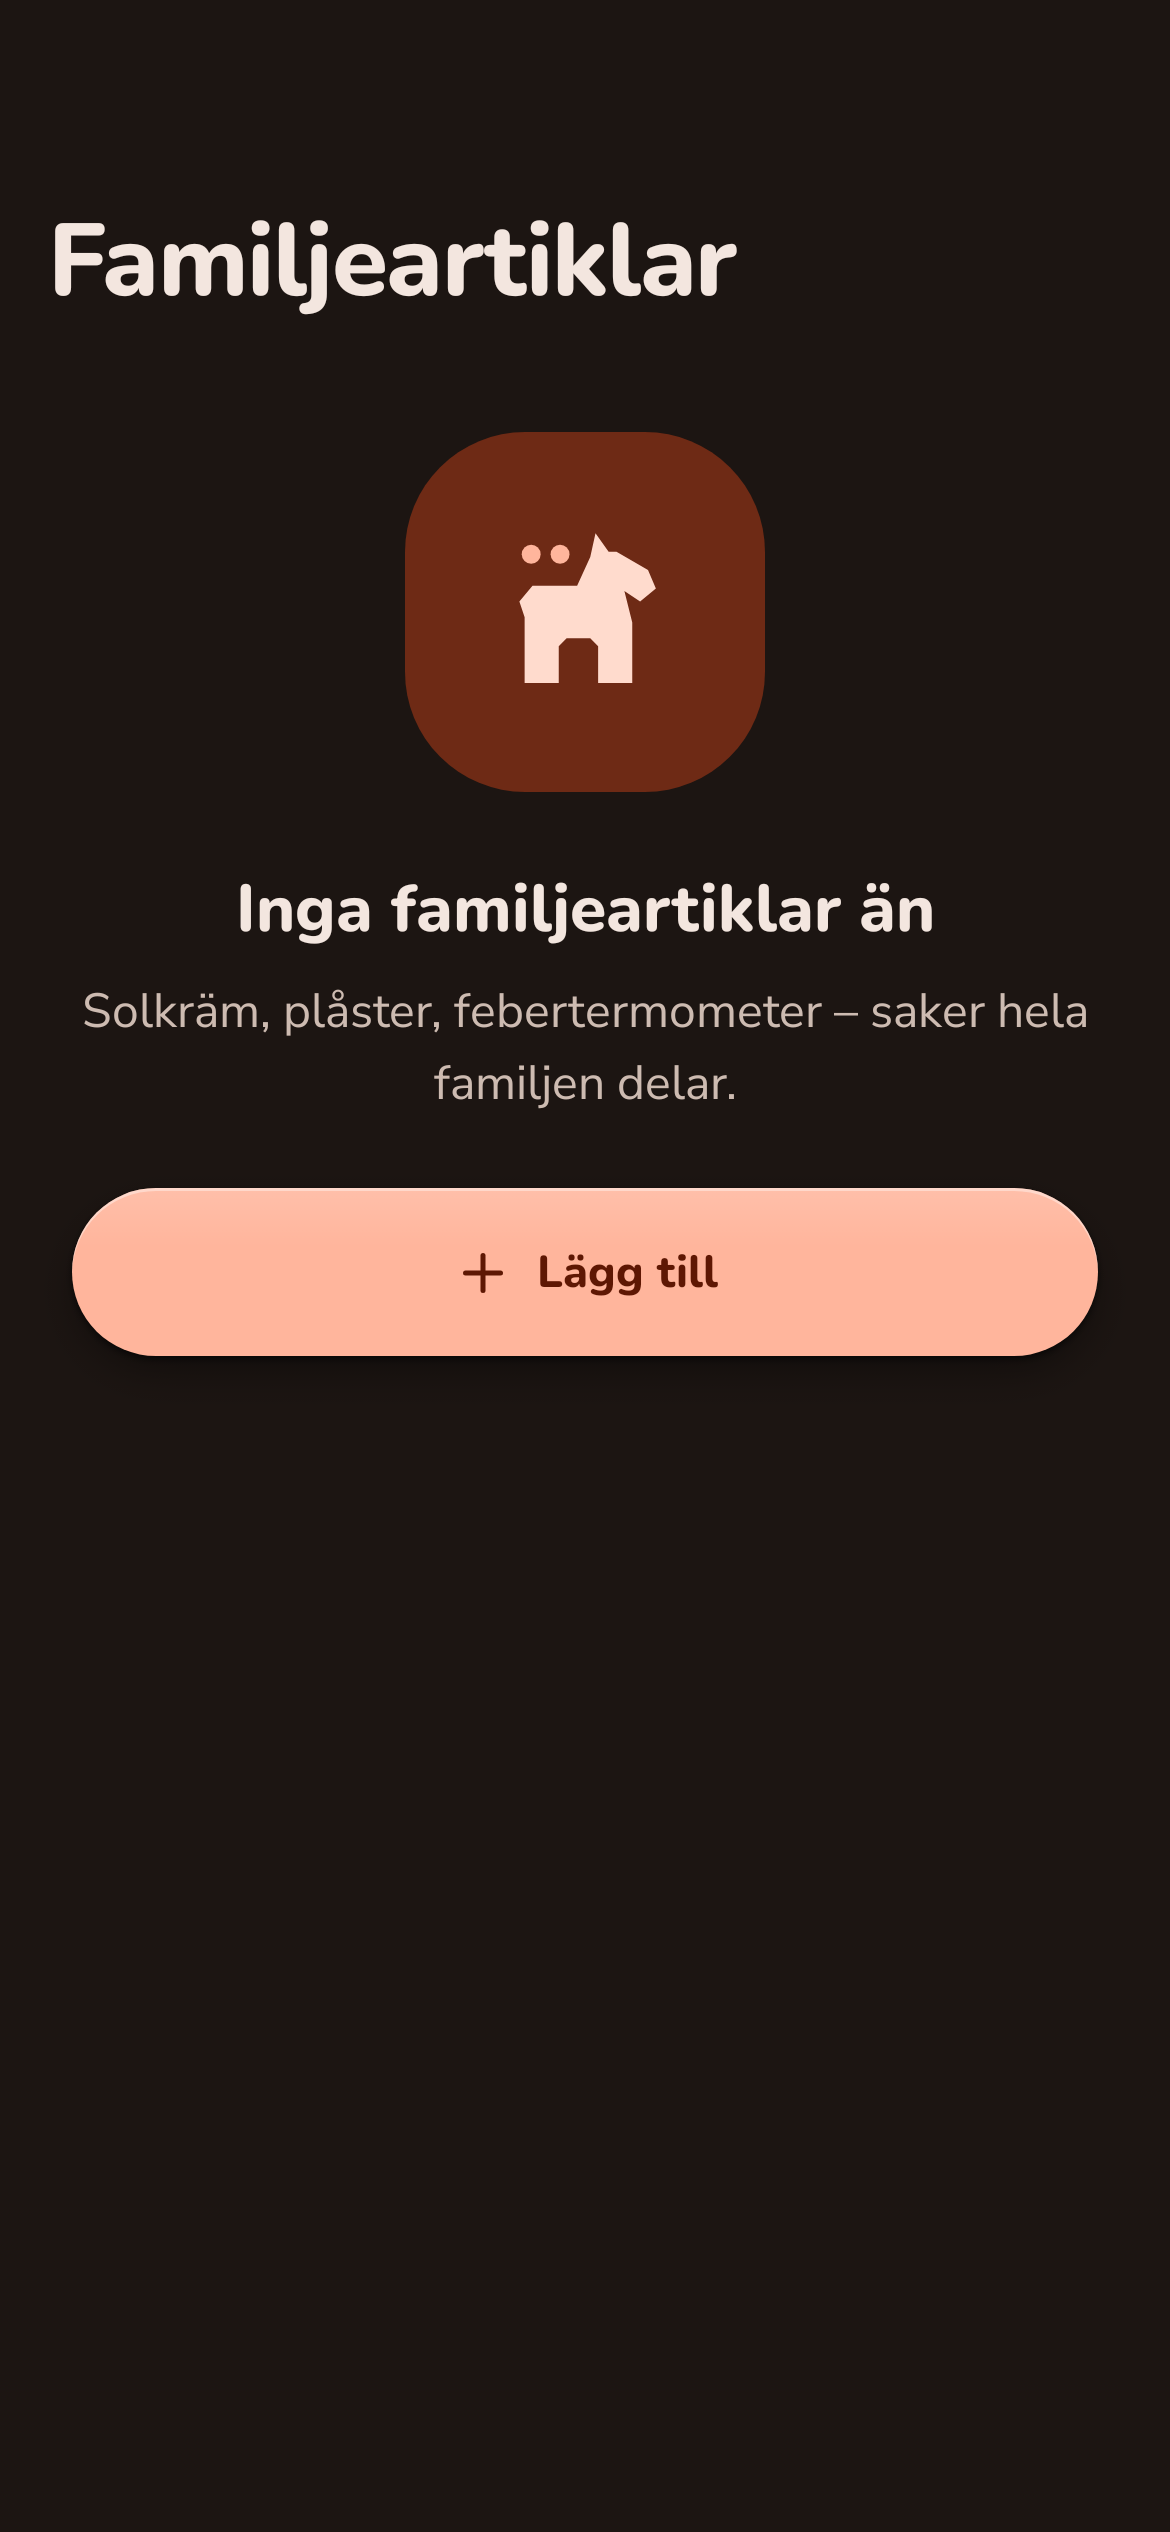 Familjeartiklar
Inga familjeartiklar än
Solkräm, plåster, febertermometer – saker hela
familjen delar.
Lägg till